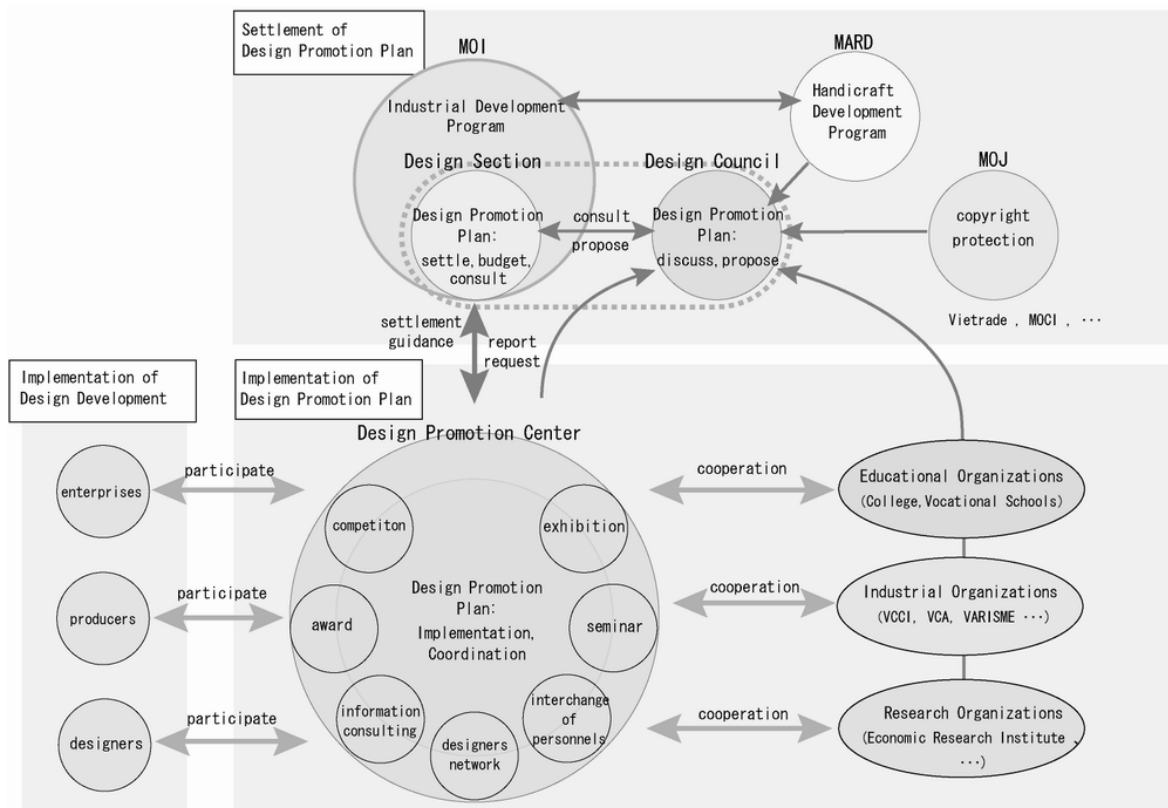 Settlement of
Design Promotion Plan
MOI
MARD
Industrial Development
Program
Handicraft
Development
Program
Design Section
Design Council
MOJ
Design Promotion
Plan:
settle, budget,
consult
consult
propose
Design Promotion
Plan:
discuss, propose
copyright
protection
Vietrade , MOCI , ···
settlement
guidance
report
request
Implementation of
Design Development
Implementation of
Design Promotion Plan
Design Promotion Center
enterprises
participate
competiton
exhibition
cooperation
Educational Organizations
(College, Vocational Schools)
producers
participate
award
Design Promotion
Plan:
Implementation,
Coordination
seminar
cooperation
Industrial Organizations
(VCCI, VCA, VARISME ···)
designers
participate
information
consulting
designers
network
interchange of
personnels
cooperation
Research Organizations
(Economic Research Institute 、
···)